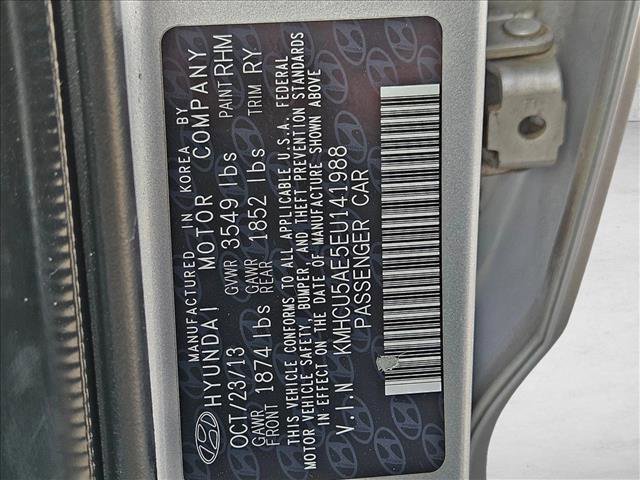 MANUFACTURED IN KOREA BY
HYUNDAI MOTOR COMPANY
OCT/23/13 GVWR 3549 lbs PAINT RHM
GAWR FRONT 1874 lbs GAWR REAR 1852 lbs TRIM RY
THIS VEHICLE CONFORMS TO ALL APPLICABLE U.S.A. FEDERAL
MOTOR VEHICLE SAFETY, BUMPER, AND THEFT PREVENTION STANDARDS
IN EFFECT ON THE DATE OF MANUFACTURE SHOWN ABOVE
V.I.N KMHCU5AE5EU141988
PASSENGER CAR